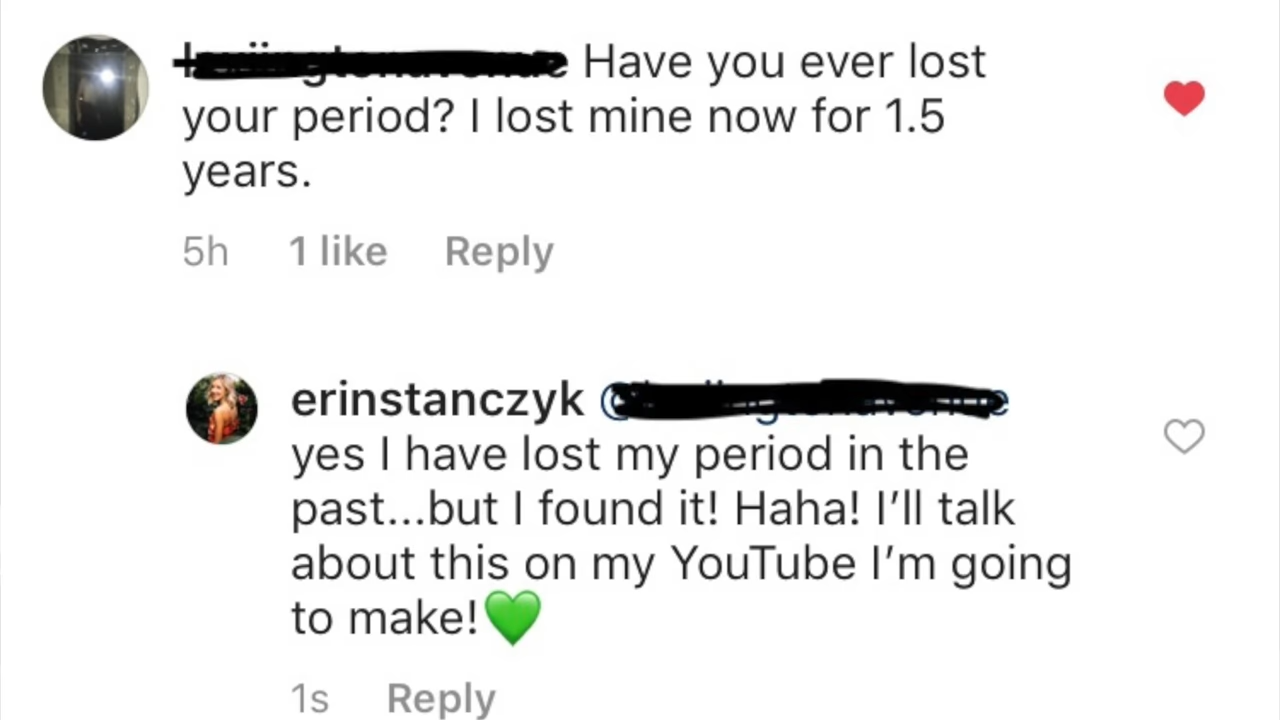 Have you ever lost
your period? I lost mine now for 1.5
years.
5h 1 like Reply
erinstanczyk
yes I have lost my period in the
past...but I found it! Haha! I’ll talk
about this on my YouTube I’m going
to make!💚
1s Reply